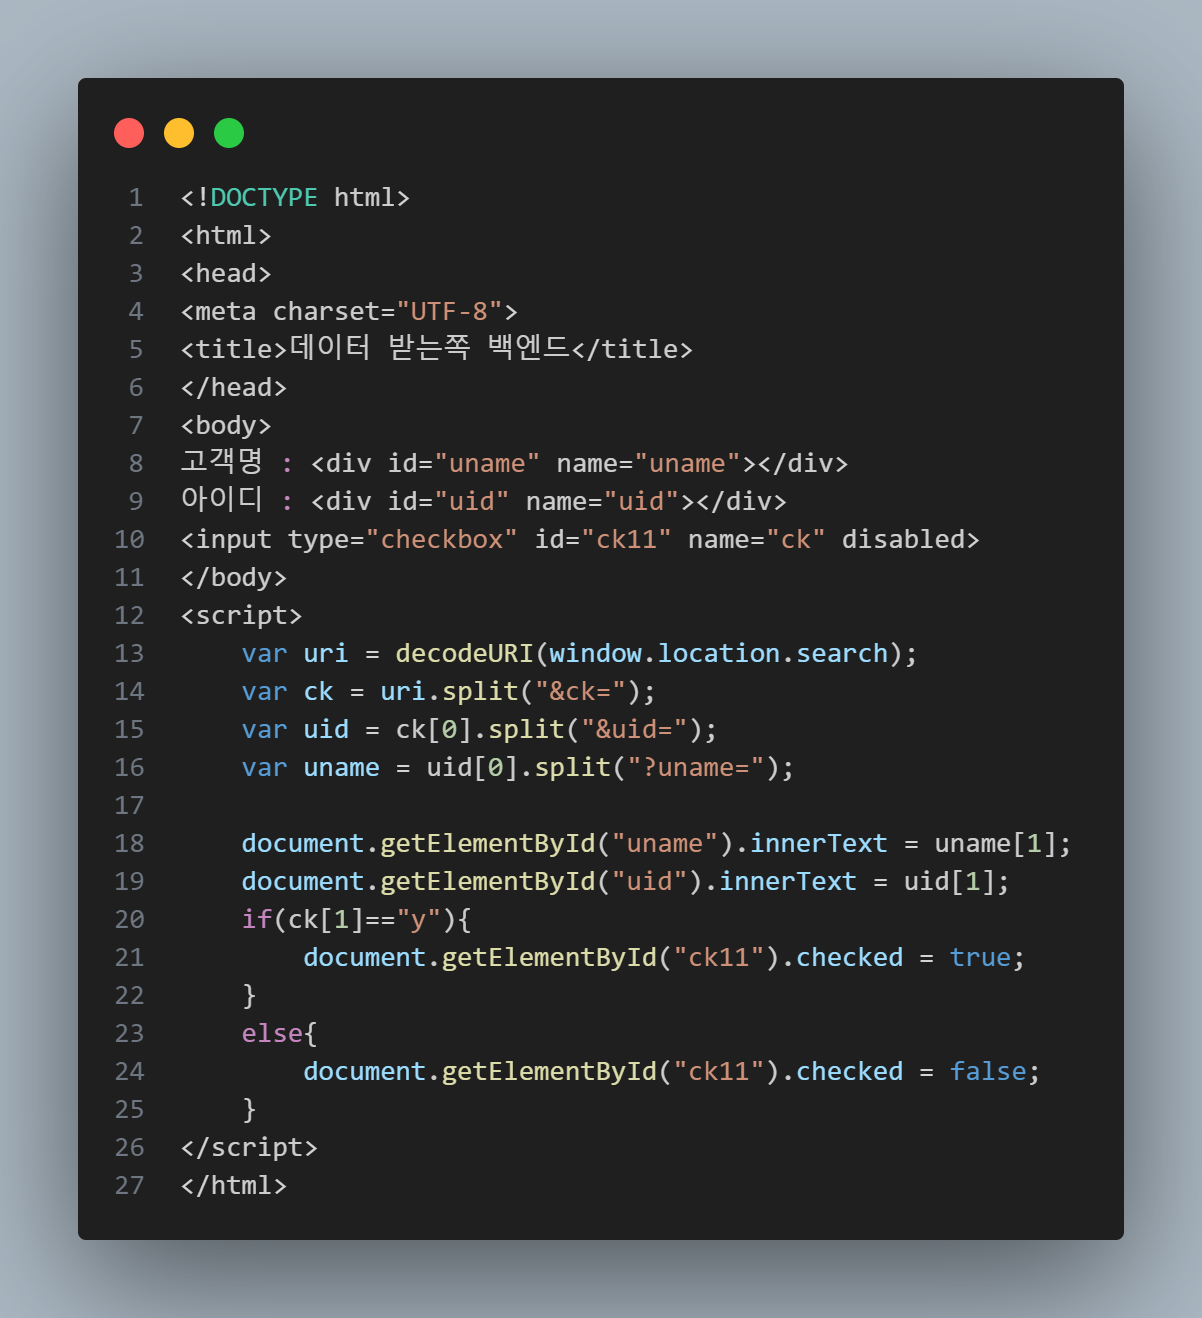 1 <!DOCTYPE html>
2 <html>
3 <head>
4 <meta charset="UTF-8">
5 <title>데이터 받는쪽 백엔드</title>
6 </head>
7 <body>
8 고객명 : <div id="uname" name="uname"></div>
9 아이디 : <div id="uid" name="uid"></div>
10 <input type="checkbox" id="ck11" name="ck" disabled>
11 </body>
12 <script>
13     var uri = decodeURI(window.location.search);
14     var ck = uri.split("&ck=");
15     var uid = ck[0].split("&uid=");
16     var uname = uid[0].split("?uname=");
17
18     document.getElementById("uname").innerText = uname[1];
19     document.getElementById("uid").innerText = uid[1];
20     if(ck[1]=="y"){
21         document.getElementById("ck11").checked = true;
22     }
23     else{
24         document.getElementById("ck11").checked = false;
25     }
26 </script>
27 </html>